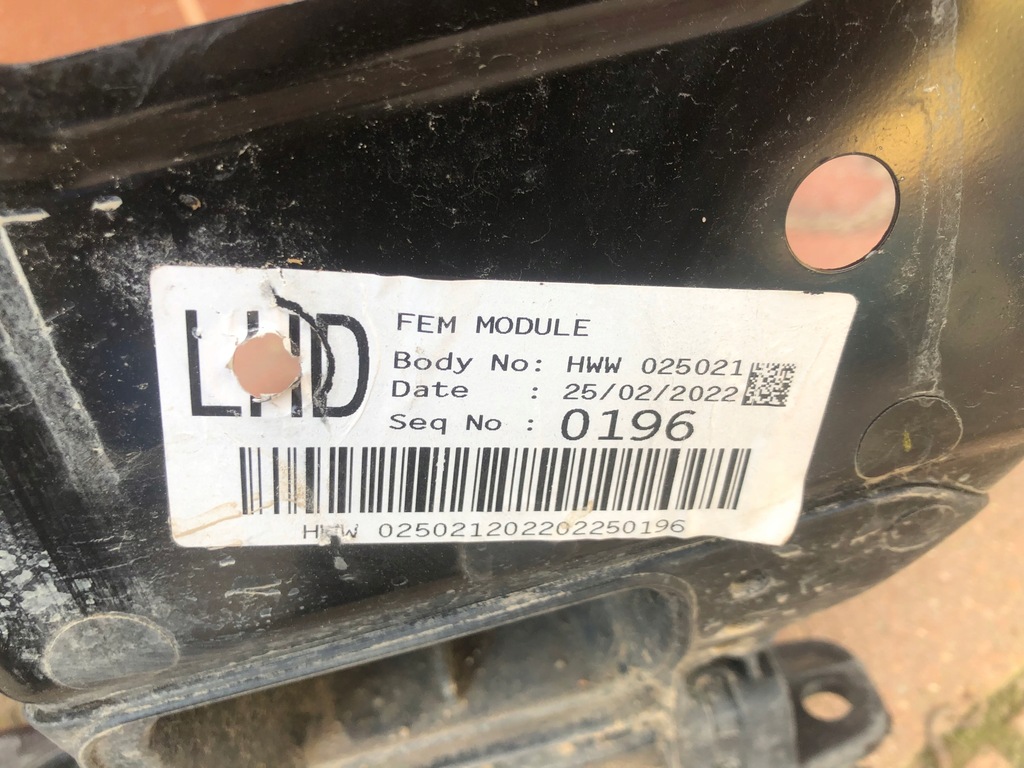 LHD
FEM MODULE
Body No: HWW 025021
Date : 25/02/2022
Seq No : 0196
HWW 025021202202250196